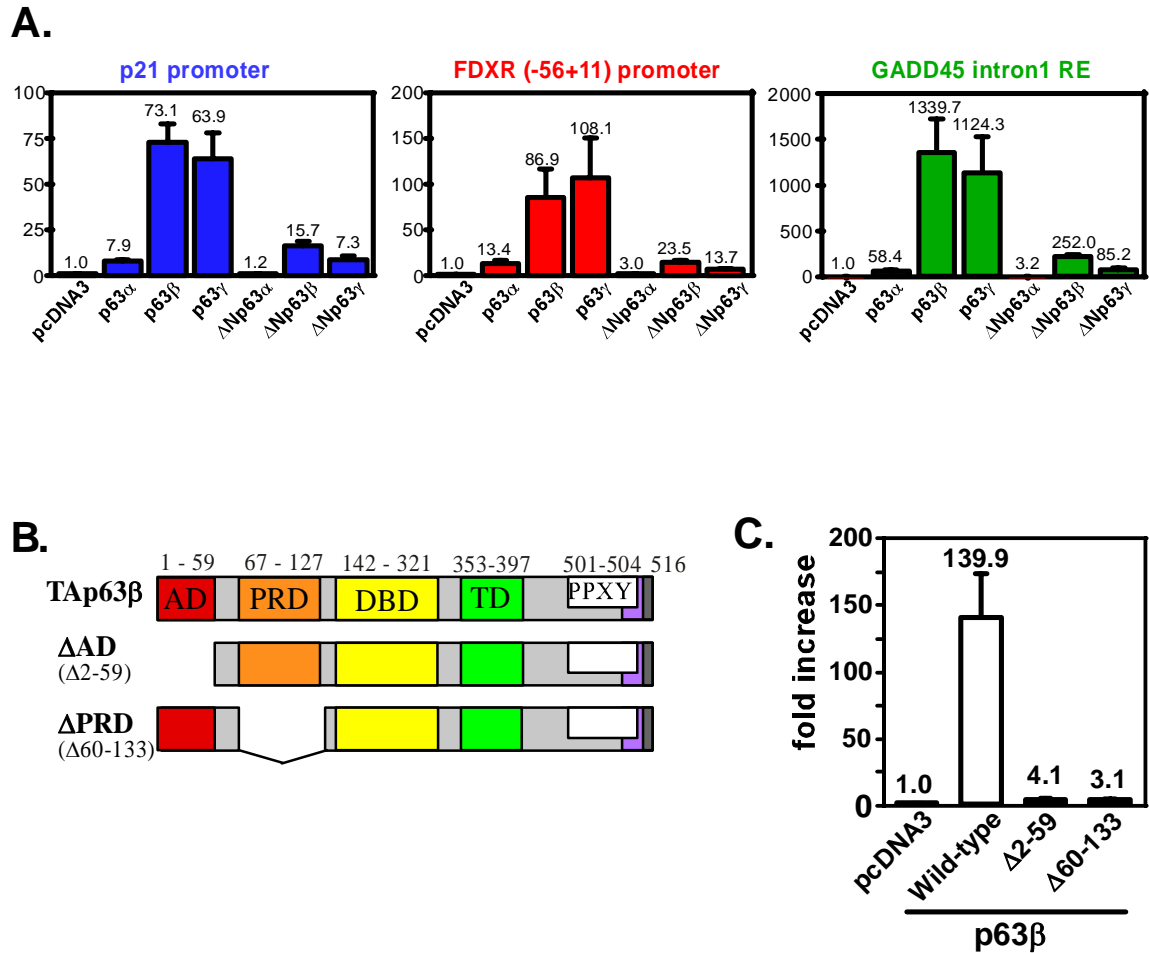 A.
p21 promoter
100
75
50
25
0
1.0
7.9
73.1
63.9
1.2
15.7
7.3
pcDNA3
p63α
p63β
p63γ
ΔNp63α
ΔNp63β
ΔNp63γ
FDXR (-56+11) promoter
200
150
100
50
0
1.0
13.4
86.9
108.1
3.0
23.5
13.7
pcDNA3
p63α
p63β
p63γ
ΔNp63α
ΔNp63β
ΔNp63γ
GADD45 intron1 RE
2000
1500
1000
500
0
1.0
58.4
1339.7
1124.3
3.2
252.0
85.2
pcDNA3
p63α
p63β
p63γ
ΔNp63α
ΔNp63β
ΔNp63γ
B.
1 - 59 67 - 127 142 - 321 353-397 501-504 516
TAp63β AD PRD DBD TD PPXY
ΔAD
(Δ2-59)
ΔPRD
(Δ60-133)
C.
fold increase
200
150
100
50
0
1.0
139.9
4.1
3.1
pcDNA3
Wild-type
Δ2-59
Δ60-133
p63β